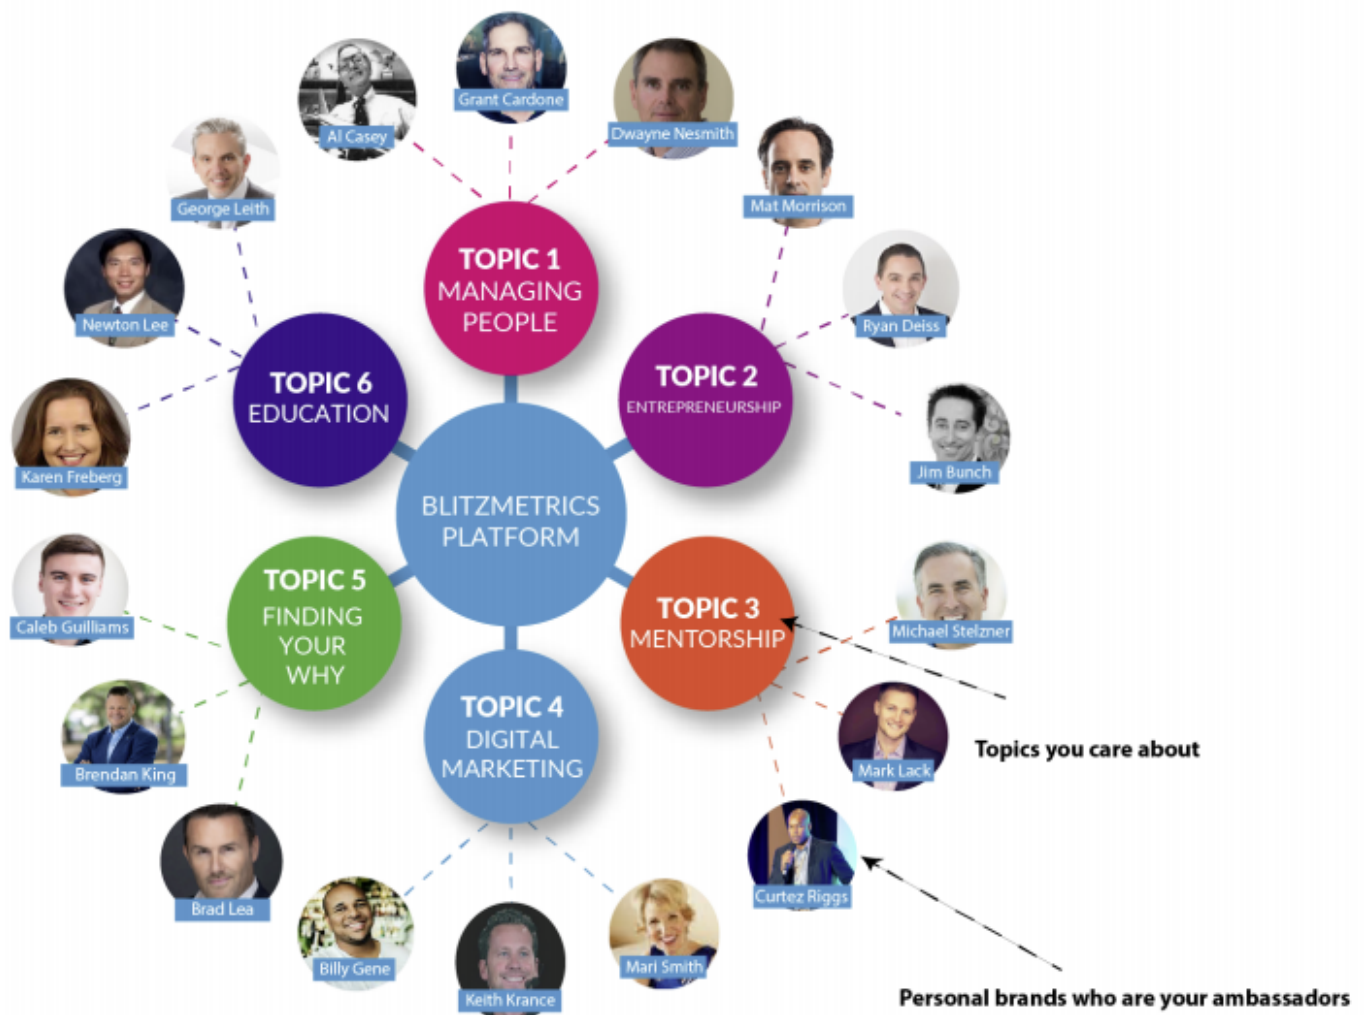 Grant Cardone
Al Casey
Dwayne Nesmith
Mat Morrison
George Leith
TOPIC 1
MANAGING
PEOPLE
Newton Lee
Ryan Deiss
TOPIC 6
EDUCATION
TOPIC 2
ENTREPRENEURSHIP
Karen Freberg
Jim Bunch
BLITZMETRICS
PLATFORM
Caleb Guilliams
TOPIC 5
FINDING
YOUR
WHY
TOPIC 3
MENTORSHIP
Michael Stelzner
TOPIC 4
DIGITAL
MARKETING
Brendan King
Mark Lack
Topics you care about
Brad Lea
Curtez Riggs
Billy Gene
Keith Krance
Mari Smith
Personal brands who are your ambassadors